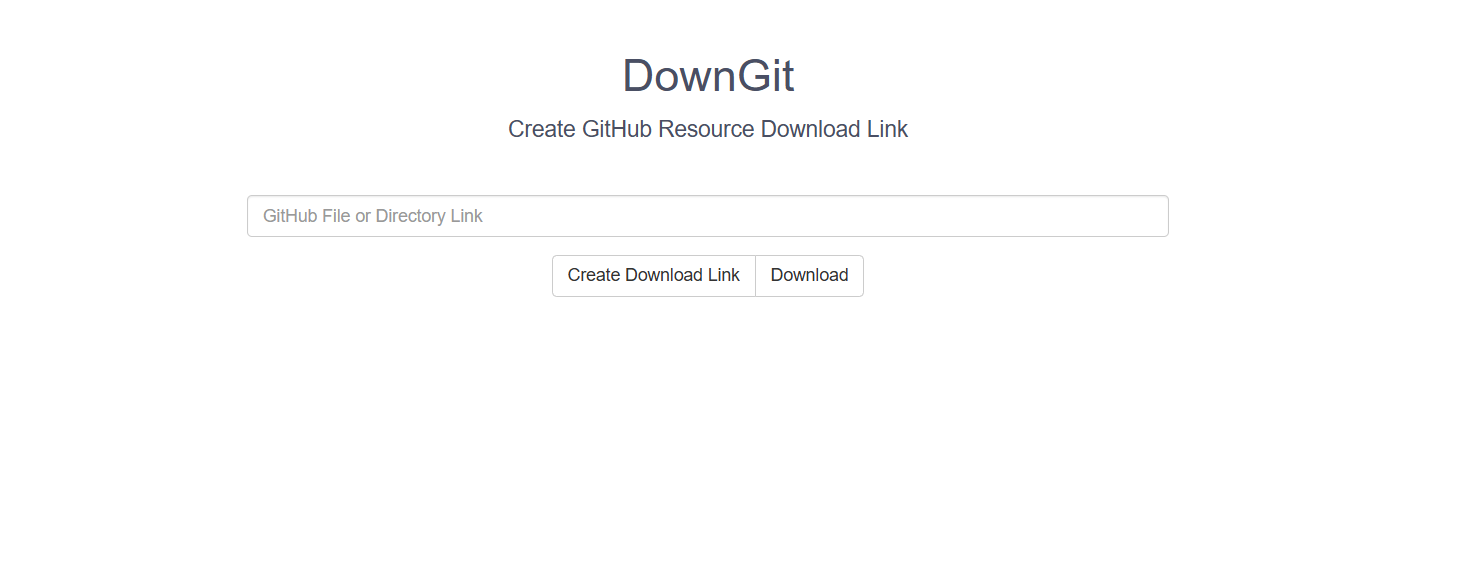 DownGit
Create GitHub Resource Download Link
GitHub File or Directory Link
Create Download Link Download